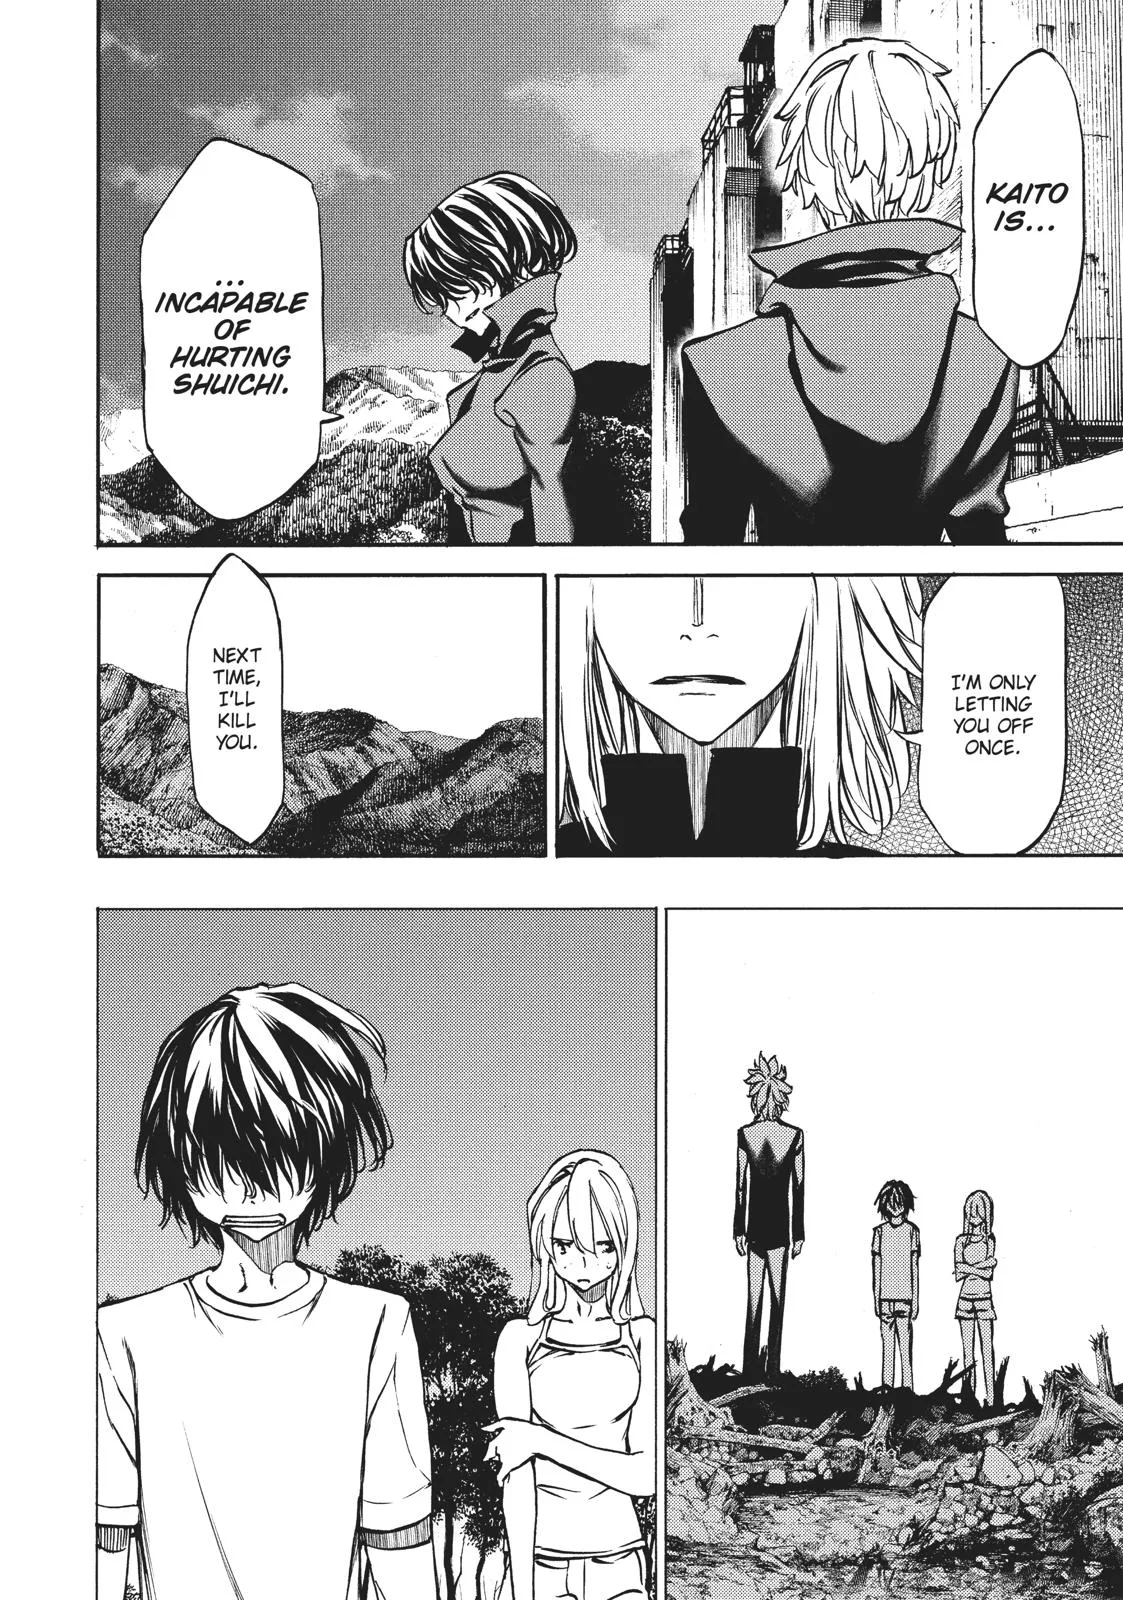 KAITO
IS...
...
INCAPABLE
OF
HURTING
SHUICHI.
I'M ONLY
LETTING
YOU OFF
ONCE.
NEXT
TIME,
I'LL
KILL
YOU.